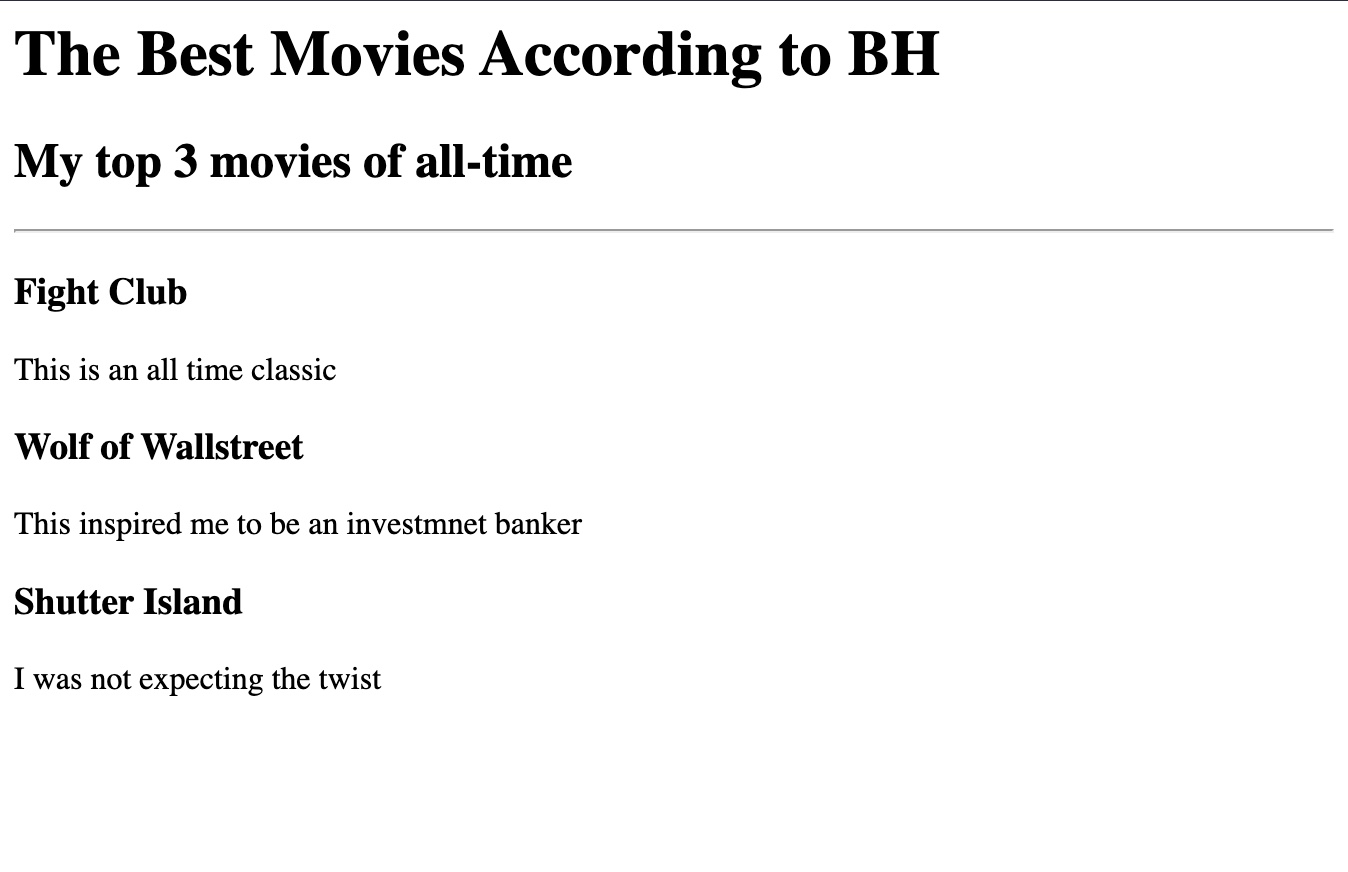 The Best Movies According to BH
My top 3 movies of all-time
Fight Club
This is an all time classic
Wolf of Wallstreet
This inspired me to be an investmnet banker
Shutter Island
I was not expecting the twist